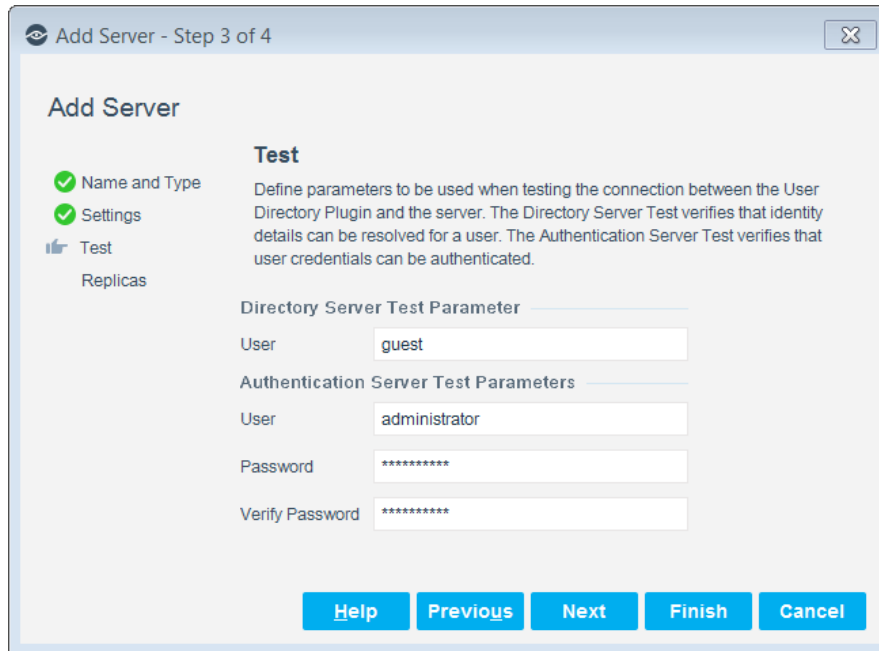 Add Server - Step 3 of 4
Add Server
Name and Type
Settings
Test
Replicas
Test
Define parameters to be used when testing the connection between the User
Directory Plugin and the server. The Directory Server Test verifies that identity
details can be resolved for a user. The Authentication Server Test verifies that
user credentials can be authenticated.
Directory Server Test Parameter
User guest
Authentication Server Test Parameters
User administrator
Password **********
Verify Password **********
Help Previous Next Finish Cancel